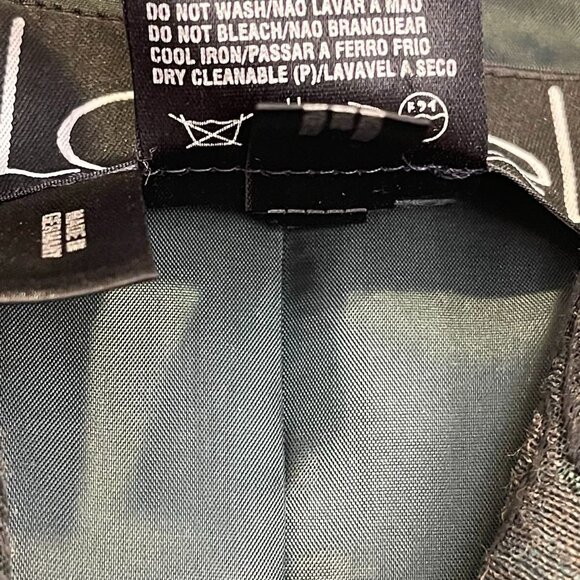 DO NOT WASH/NAO LAVAR A MAO
DO NOT BLEACH/NAO BRANQUEAR
COOL IRON/PASSAR A FERRO FRIO
DRY CLEANABLE (P)/LAVAVEL A SECO
MADE IN
GERMANY